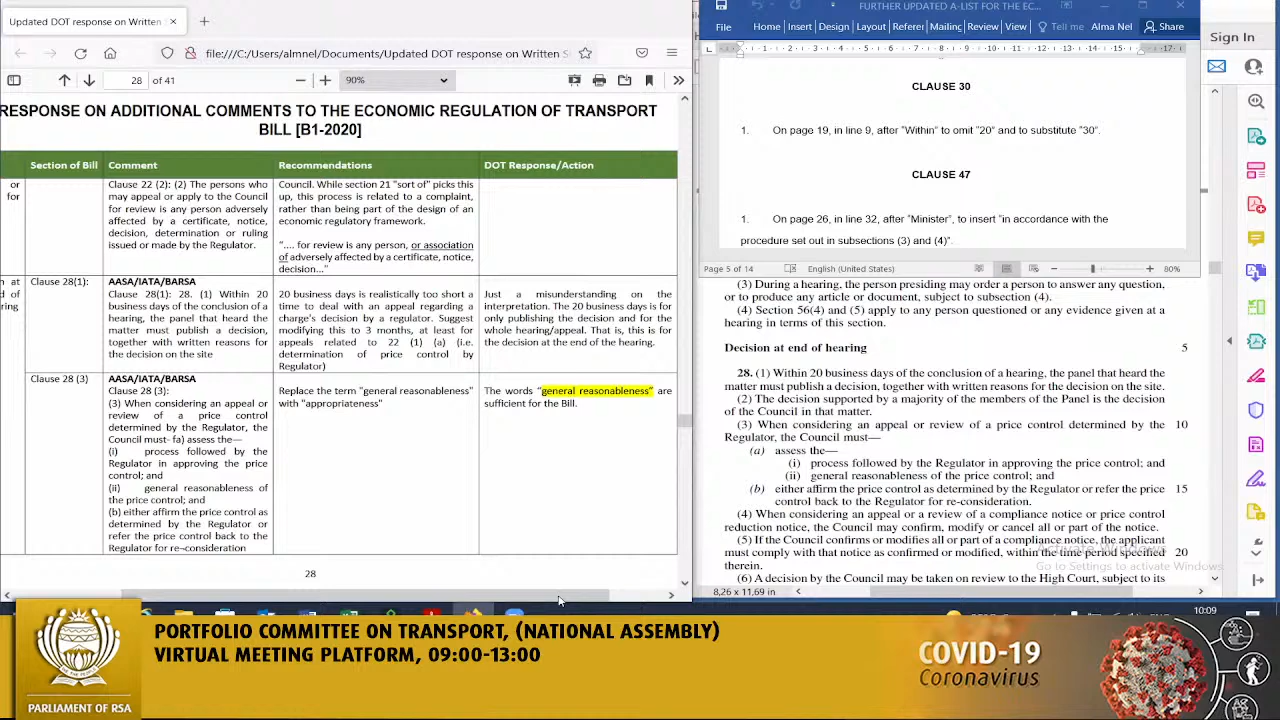 Updated DOT response on Written S
file:///C:/Users/almnel/Documents/Updated DOT response on Written S
28 of 41
90%
RESPONSE ON ADDITIONAL COMMENTS TO THE ECONOMIC REGULATION OF TRANSPORT
BILL [B1-2020]
Section of Bill
Comment
Recommendations
DOT Response/Action
or
for
Clause 22 (2): (2) The persons who
may appeal or apply to the Council
for review is any person adversely
affected by a certificate, notice,
decision, determination or ruling
issued or made by the Regulator.
Council. While section 21 "sort of" picks this
up, this process is related to a complaint,
rather than being part of the design of an
economic regulatory framework.
"…. for review is any person, or association
of adversely affected by a certificate, notice,
decision…"
n at
d of
ring
Clause 28(1):
AASA/IATA/BARSA
Clause 28(1): 28. (1) Within 20
business days of the conclusion of a
hearing, the panel that heard the
matter must publish a decision,
together with written reasons for
the decision on the site
20 business days is realistically too short a
time to deal with an appeal regarding a
charge's decision by a regulator. Suggest
modifying this to 3 months, at least for
appeals related to 22 (1) (a) (i.e.
determination of price control by
Regulator)
Just a misunderstanding on the
interpretation. The 20 business days is for
only publishing the decision and for the
whole hearing/appeal. That is, this is for
the decision at the end of the hearing.
Clause 28 (3)
AASA/IATA/BARSA
Clause 28 (3):
(3) When considering an appeal or
review of a price control
determined by the Regulator, the
Council must- fa) assess the—
(i) process followed by the
Regulator in approving the price
control; and
(ii) general reasonableness of
the price control; and
(b) either affirm the price control as
determined by the Regulator or
refer the price control back to the
Regulator for re¬consideration
Replace the term "general reasonableness"
with "appropriateness"
The words "general reasonableness" are
sufficient for the Bill.
28
FURTHER UPDATED A-LIST FOR THE EC...
File Home Insert Design Layout Referer Mailing Review View Tell me Alma Nel Share
CLAUSE 30
1. On page 19, in line 9, after "Within" to omit "20" and to substitute "30".
CLAUSE 47
1. On page 26, in line 32, after "Minister", to insert "in accordance with the
procedure set out in subsections (3) and (4)".
Page 5 of 14 English (United States) 80%
Sign In
(3) During a hearing, the person presiding may order a person to answer any question,
or to produce any article or document, subject to subsection (4).
(4) Section 56(4) and (5) apply to any person questioned or any evidence given at a
hearing in terms of this section.
Decision at end of hearing 5
28. (1) Within 20 business days of the conclusion of a hearing, the panel that heard the
matter must publish a decision, together with written reasons for the decision on the site.
(2) The decision supported by a majority of the members of the Panel is the decision
of the Council in that matter.
(3) When considering an appeal or review of a price control determined by the 10
Regulator, the Council must—
(a) assess the—
(i) process followed by the Regulator in approving the price control; and
(ii) general reasonableness of the price control; and
(b) either affirm the price control as determined by the Regulator or refer the price 15
control back to the Regulator for re-consideration.
(4) When considering an appeal or a review of a compliance notice or price control
reduction notice, the Council may confirm, modify or cancel all or part of the notice.
(5) If the Council confirms or modifies all or part of a compliance notice, the applicant
must comply with that notice as confirmed or modified, within the time period specified 20
therein.
(6) A decision by the Council may be taken on review to the High Court, subject to its
Activate Windows
Go to Settings to activate Windows.
8,26 x 11,69 in
10:09
PORTFOLIO COMMITTEE ON TRANSPORT, (NATIONAL ASSEMBLY)
VIRTUAL MEETING PLATFORM, 09:00-13:00
PARLIAMENT OF RSA
COVID-19
Coronavirus